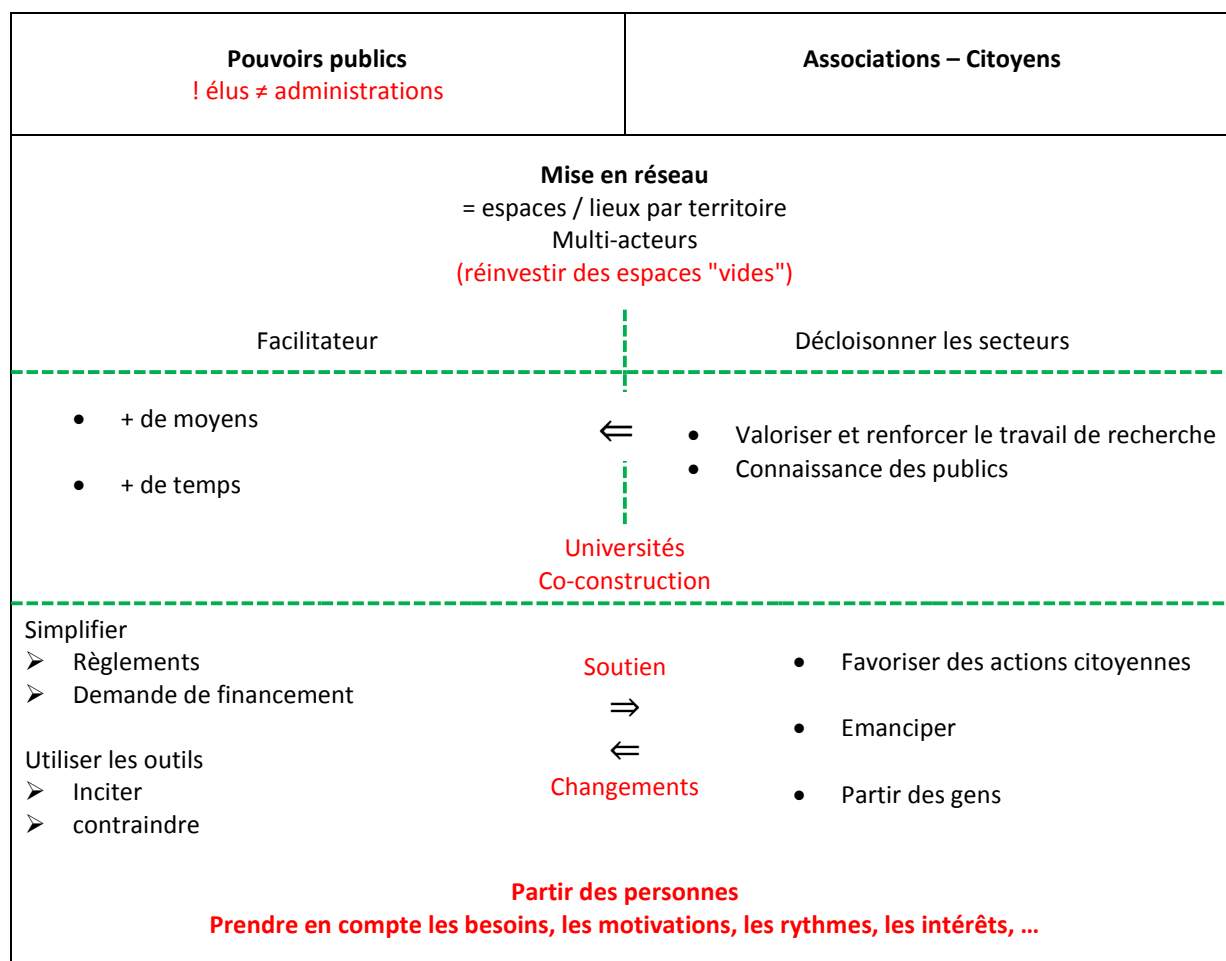 Pouvoirs publics
! élus ≠ administrations
Associations – Citoyens
Mise en réseau
= espaces / lieux par territoire
Multi-acteurs
(réinvestir des espaces "vides")
Facilitateur
Décloisonner les secteurs
• + de moyens
• + de temps
⇐
• Valoriser et renforcer le travail de recherche
• Connaissance des publics
Universités
Co-construction
Simplifier
➢ Règlements
➢ Demande de financement
Utiliser les outils
➢ Inciter
➢ contraindre
Soutien
⇒
⇐
Changements
• Favoriser des actions citoyennes
• Emanciper
• Partir des gens
Partir des personnes
Prendre en compte les besoins, les motivations, les rythmes, les intérêts, …